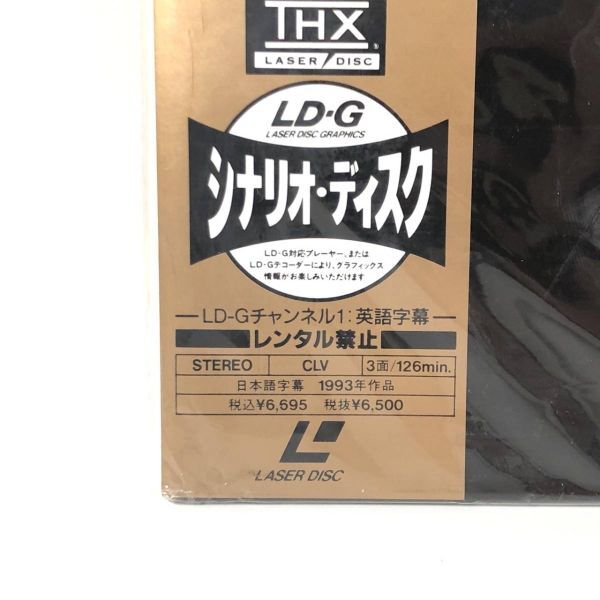 THX
LASER DISC
LD·G
LASER DISC GRAPHICS
シナリオ・ディスク
LD-G対応プレーヤー、または
LD-Gデコーダーにより、グラフィックス
情報がお楽しみいただけます
LD-Gチャンネル1:英語字幕
レンタル禁止
STEREO CLV 3面/126min.
日本語字幕 1993年作品
税込¥6,695 税抜¥6,500
LASER DISC